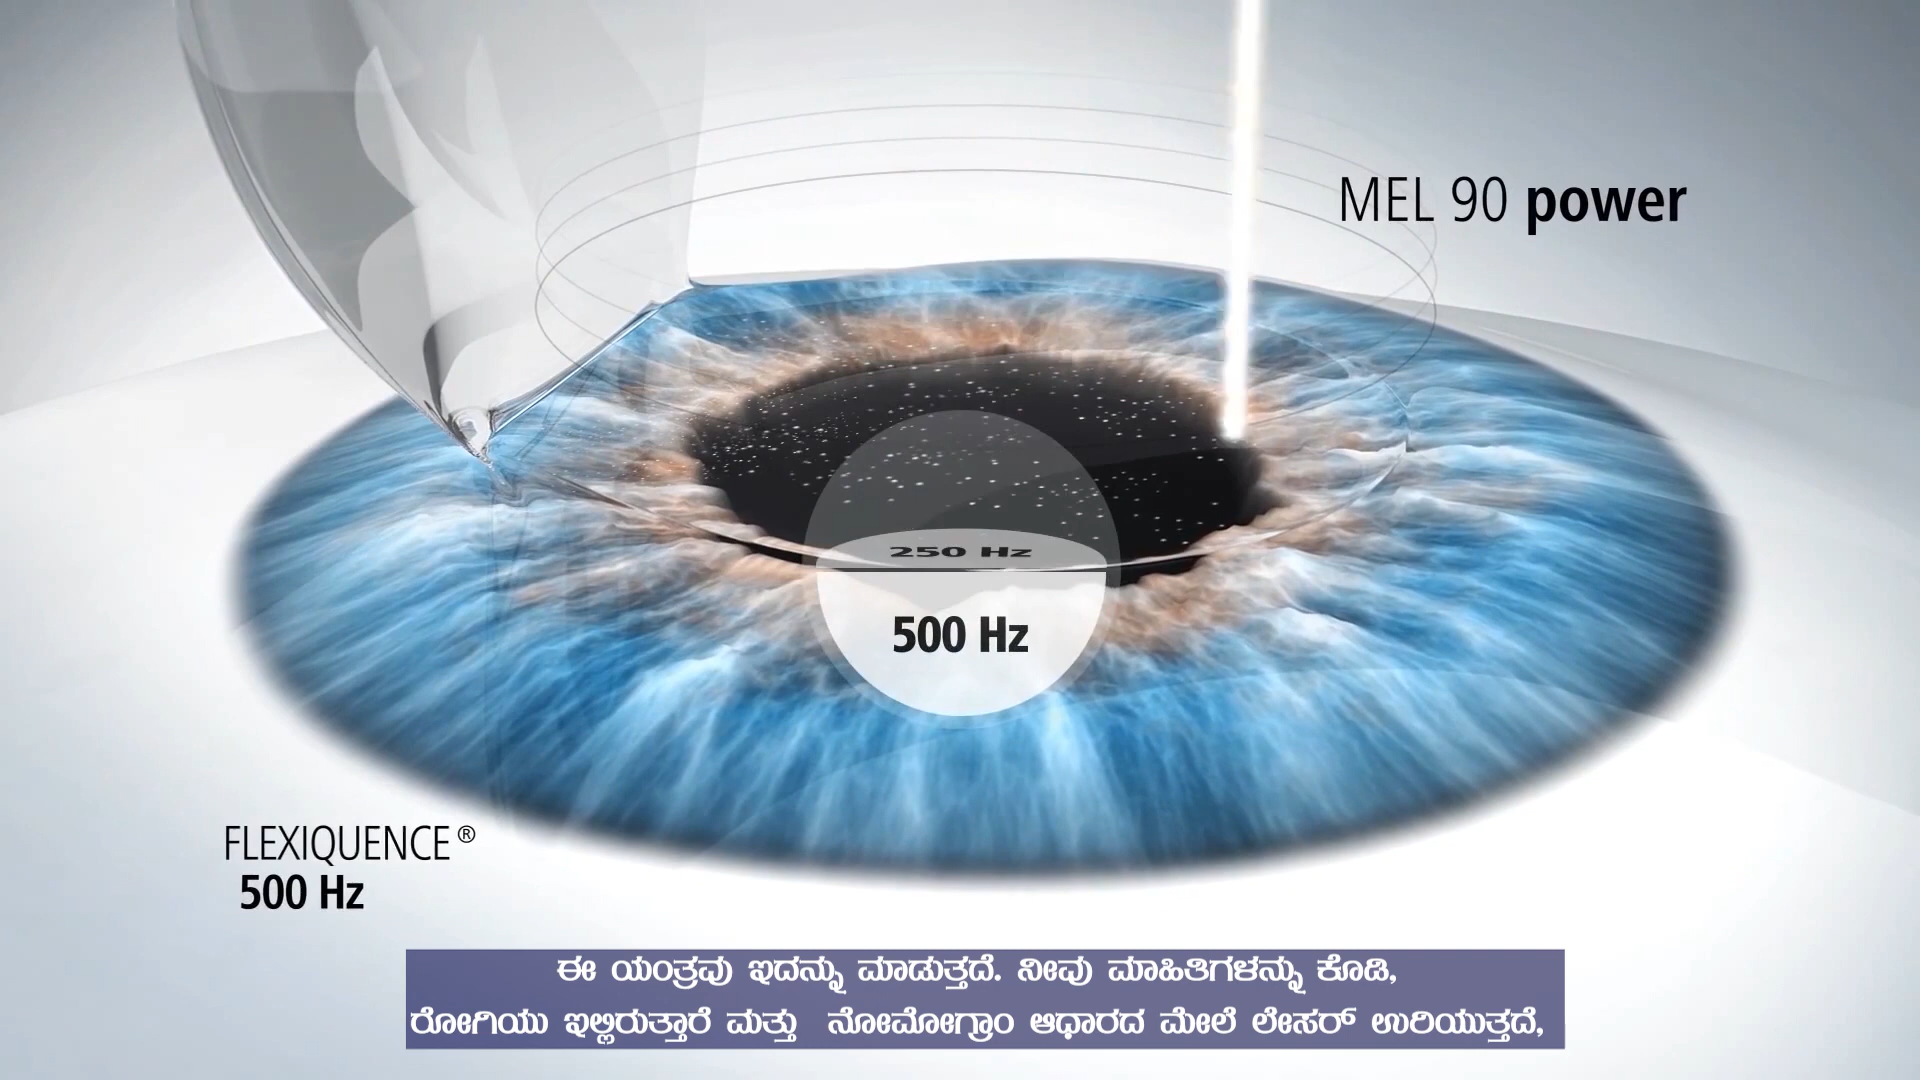 MEL 90 power
250 Hz
500 Hz
FLEXIQUENCE®
500 Hz
ಈ ಯಂತ್ರವು ಇದನ್ನು ಮಾಡುತ್ತದೆ. ನೀವು ಮಾಹಿತಿಗಳನ್ನು ಕೊಡಿ,
ರೋಗಿಯು ಇಲ್ಲಿರುತ್ತಾರೆ ಮತ್ತು ನೋಮೋಗ್ರಾಂ ಆಧಾರದ ಮೇಲೆ ಲೇಸರ್ ಉರಿಯುತ್ತದೆ,